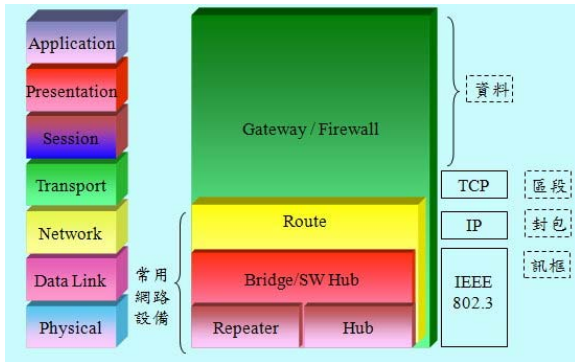 Application
Presentation
Session
Transport
Network
Data Link
Physical
常用
網路
設備
Gateway / Firewall
Route
Bridge/SW Hub
Repeater
Hub
資料
TCP
區段
IP
封包
IEEE
802.3
訊框